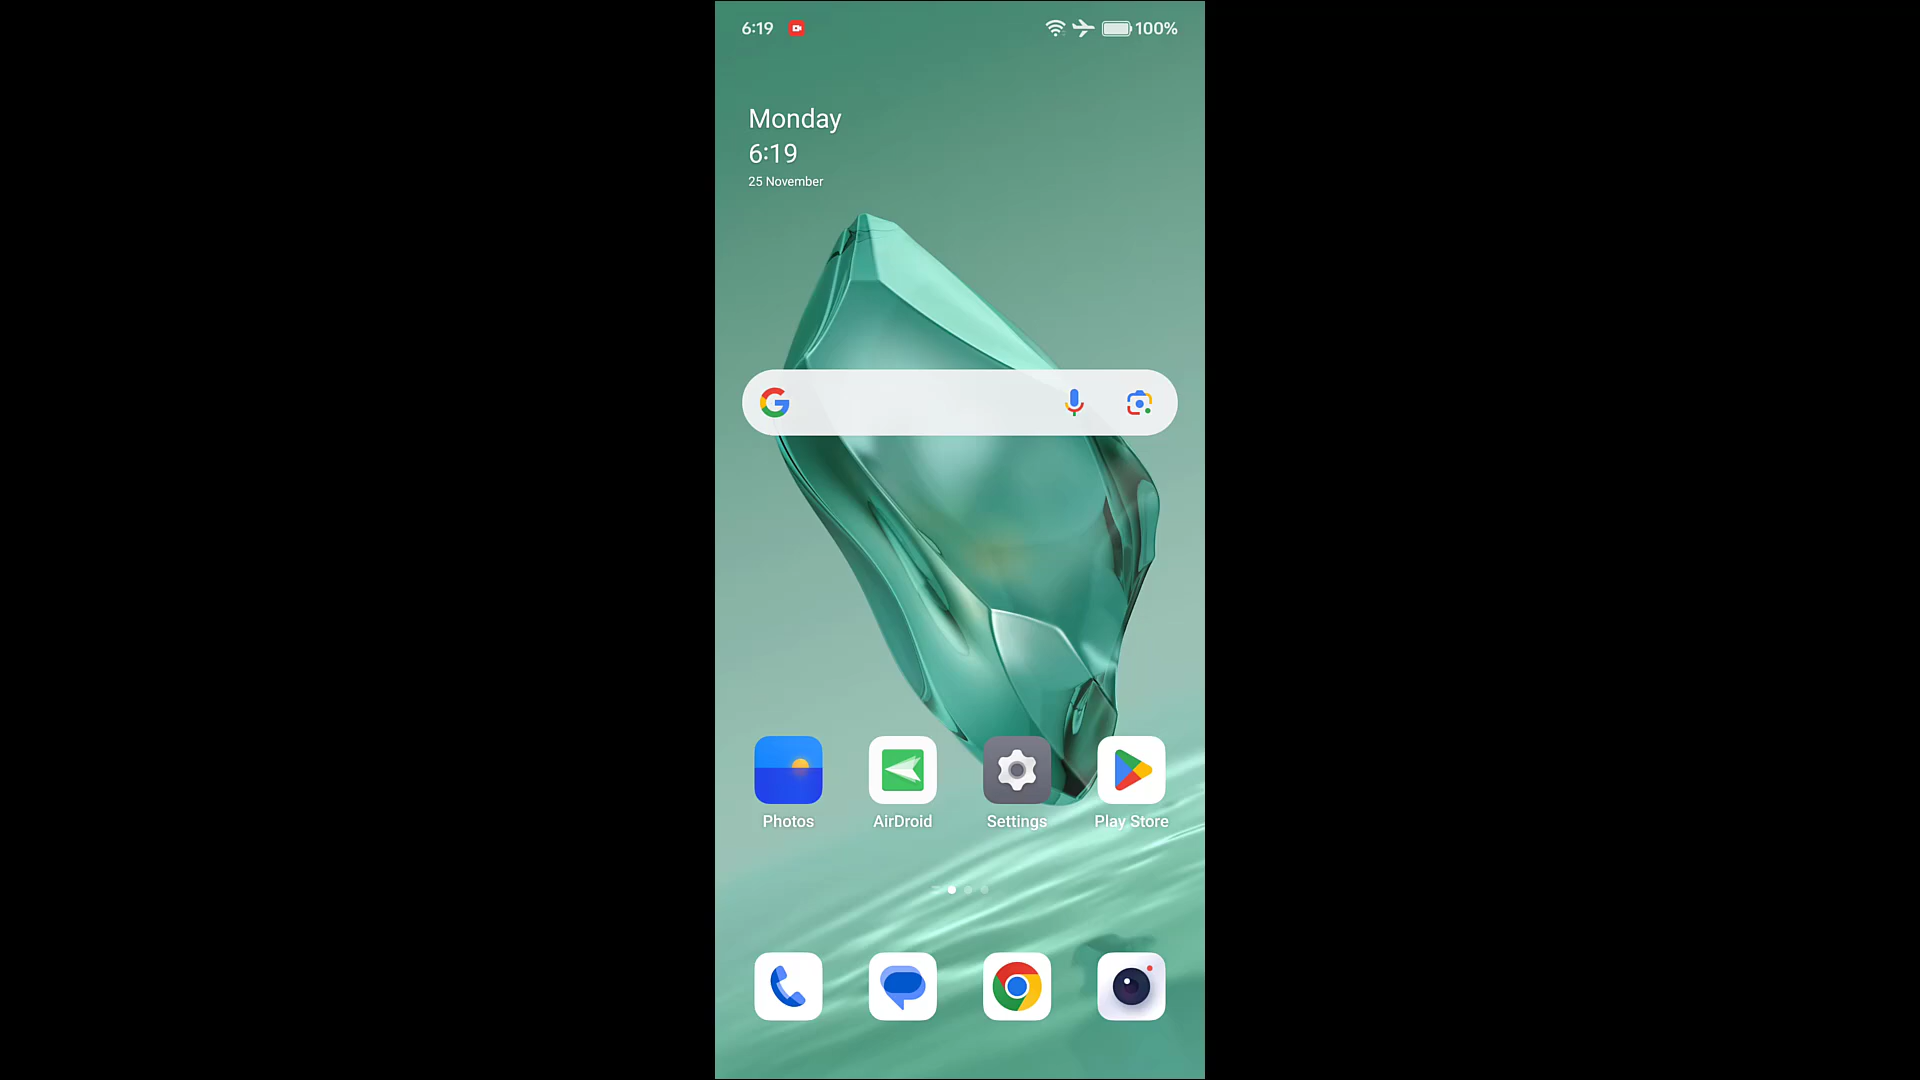 6:19
100%
Monday
6:19
25 November
Photos
AirDroid
Settings
Play Store